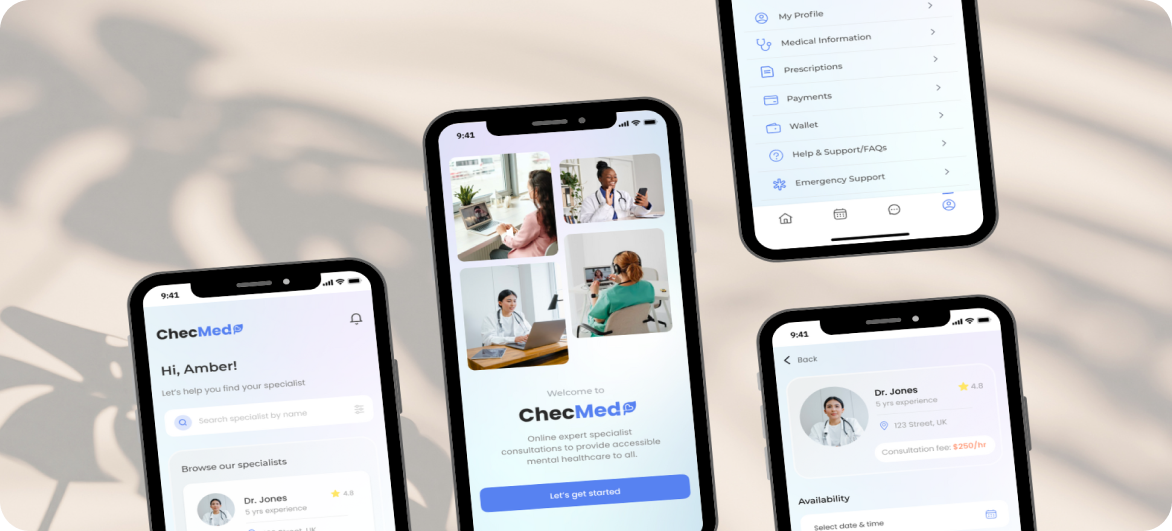 9:41
ChecMed
Hi, Amber!
Let's help you find your specialist
Search specialist by name
Browse our specialists
Dr. Jones
4.8
5 yrs experience
Street, UK
9:41
Welcome to
ChecMed
Online expert specialist
consultations to provide accessible
mental healthcare to all.
Let's get started
My Profile
Medical Information
Prescriptions
Payments
Wallet
Help & Support/FAQs
Emergency Support
9:41
Back
Dr. Jones
4.8
5 yrs experience
123 Street, UK
Consultation fee: $250/hr
Availability
Select date & time